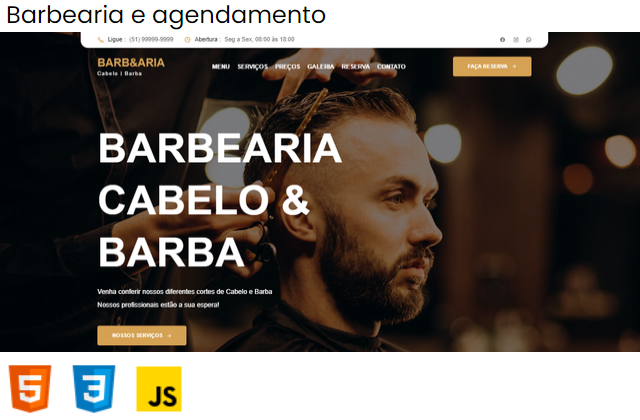 Barbearia e agendamento
Ligue : (51) 99999-9999 Abertura : Seg a Sex, 08:00 às 18:00
BARB&ARIA
Cabelo | Barba
MENU SERVIÇOS PREÇOS GALERIA RESERVA CONTATO
FAÇA RESERVA →
BARBEARIA
CABELO &
BARBA
Venha conferir nossos diferentes cortes de Cabelo e Barba
Nossos profissionais estão a sua espera!
NOSSOS SERVIÇOS →
5 3 JS